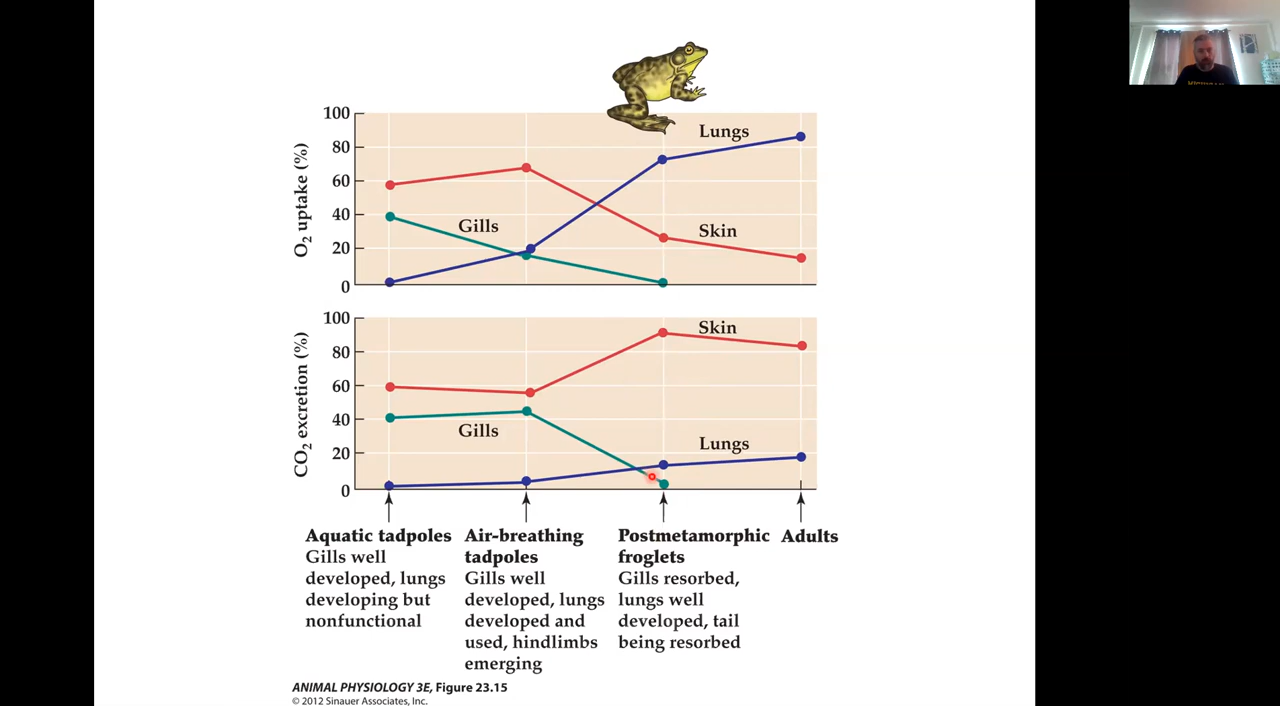 100
Lungs
80
60
40
Gills
Skin
20
0
O2 uptake (%)
100
Skin
80
60
40
Gills
Lungs
20
0
CO2 excretion (%)
Aquatic tadpoles
Gills well
developed, lungs
developing but
nonfunctional
Air-breathing
tadpoles
Gills well
developed, lungs
developed and
used, hindlimbs
emerging
Postmetamorphic
froglets
Gills resorbed,
lungs well
developed, tail
being resorbed
Adults
ANIMAL PHYSIOLOGY 3E, Figure 23.15
© 2012 Sinauer Associates, Inc.